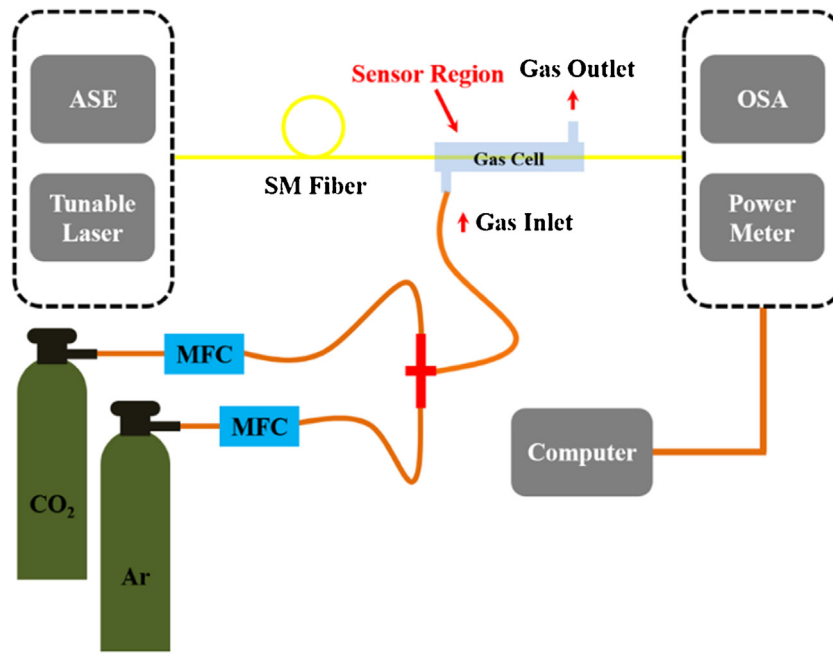 ASE
Tunable
Laser
SM Fiber
Sensor Region
Gas Outlet
Gas Cell
Gas Inlet
OSA
Power
Meter
MFC
MFC
CO₂
Ar
Computer